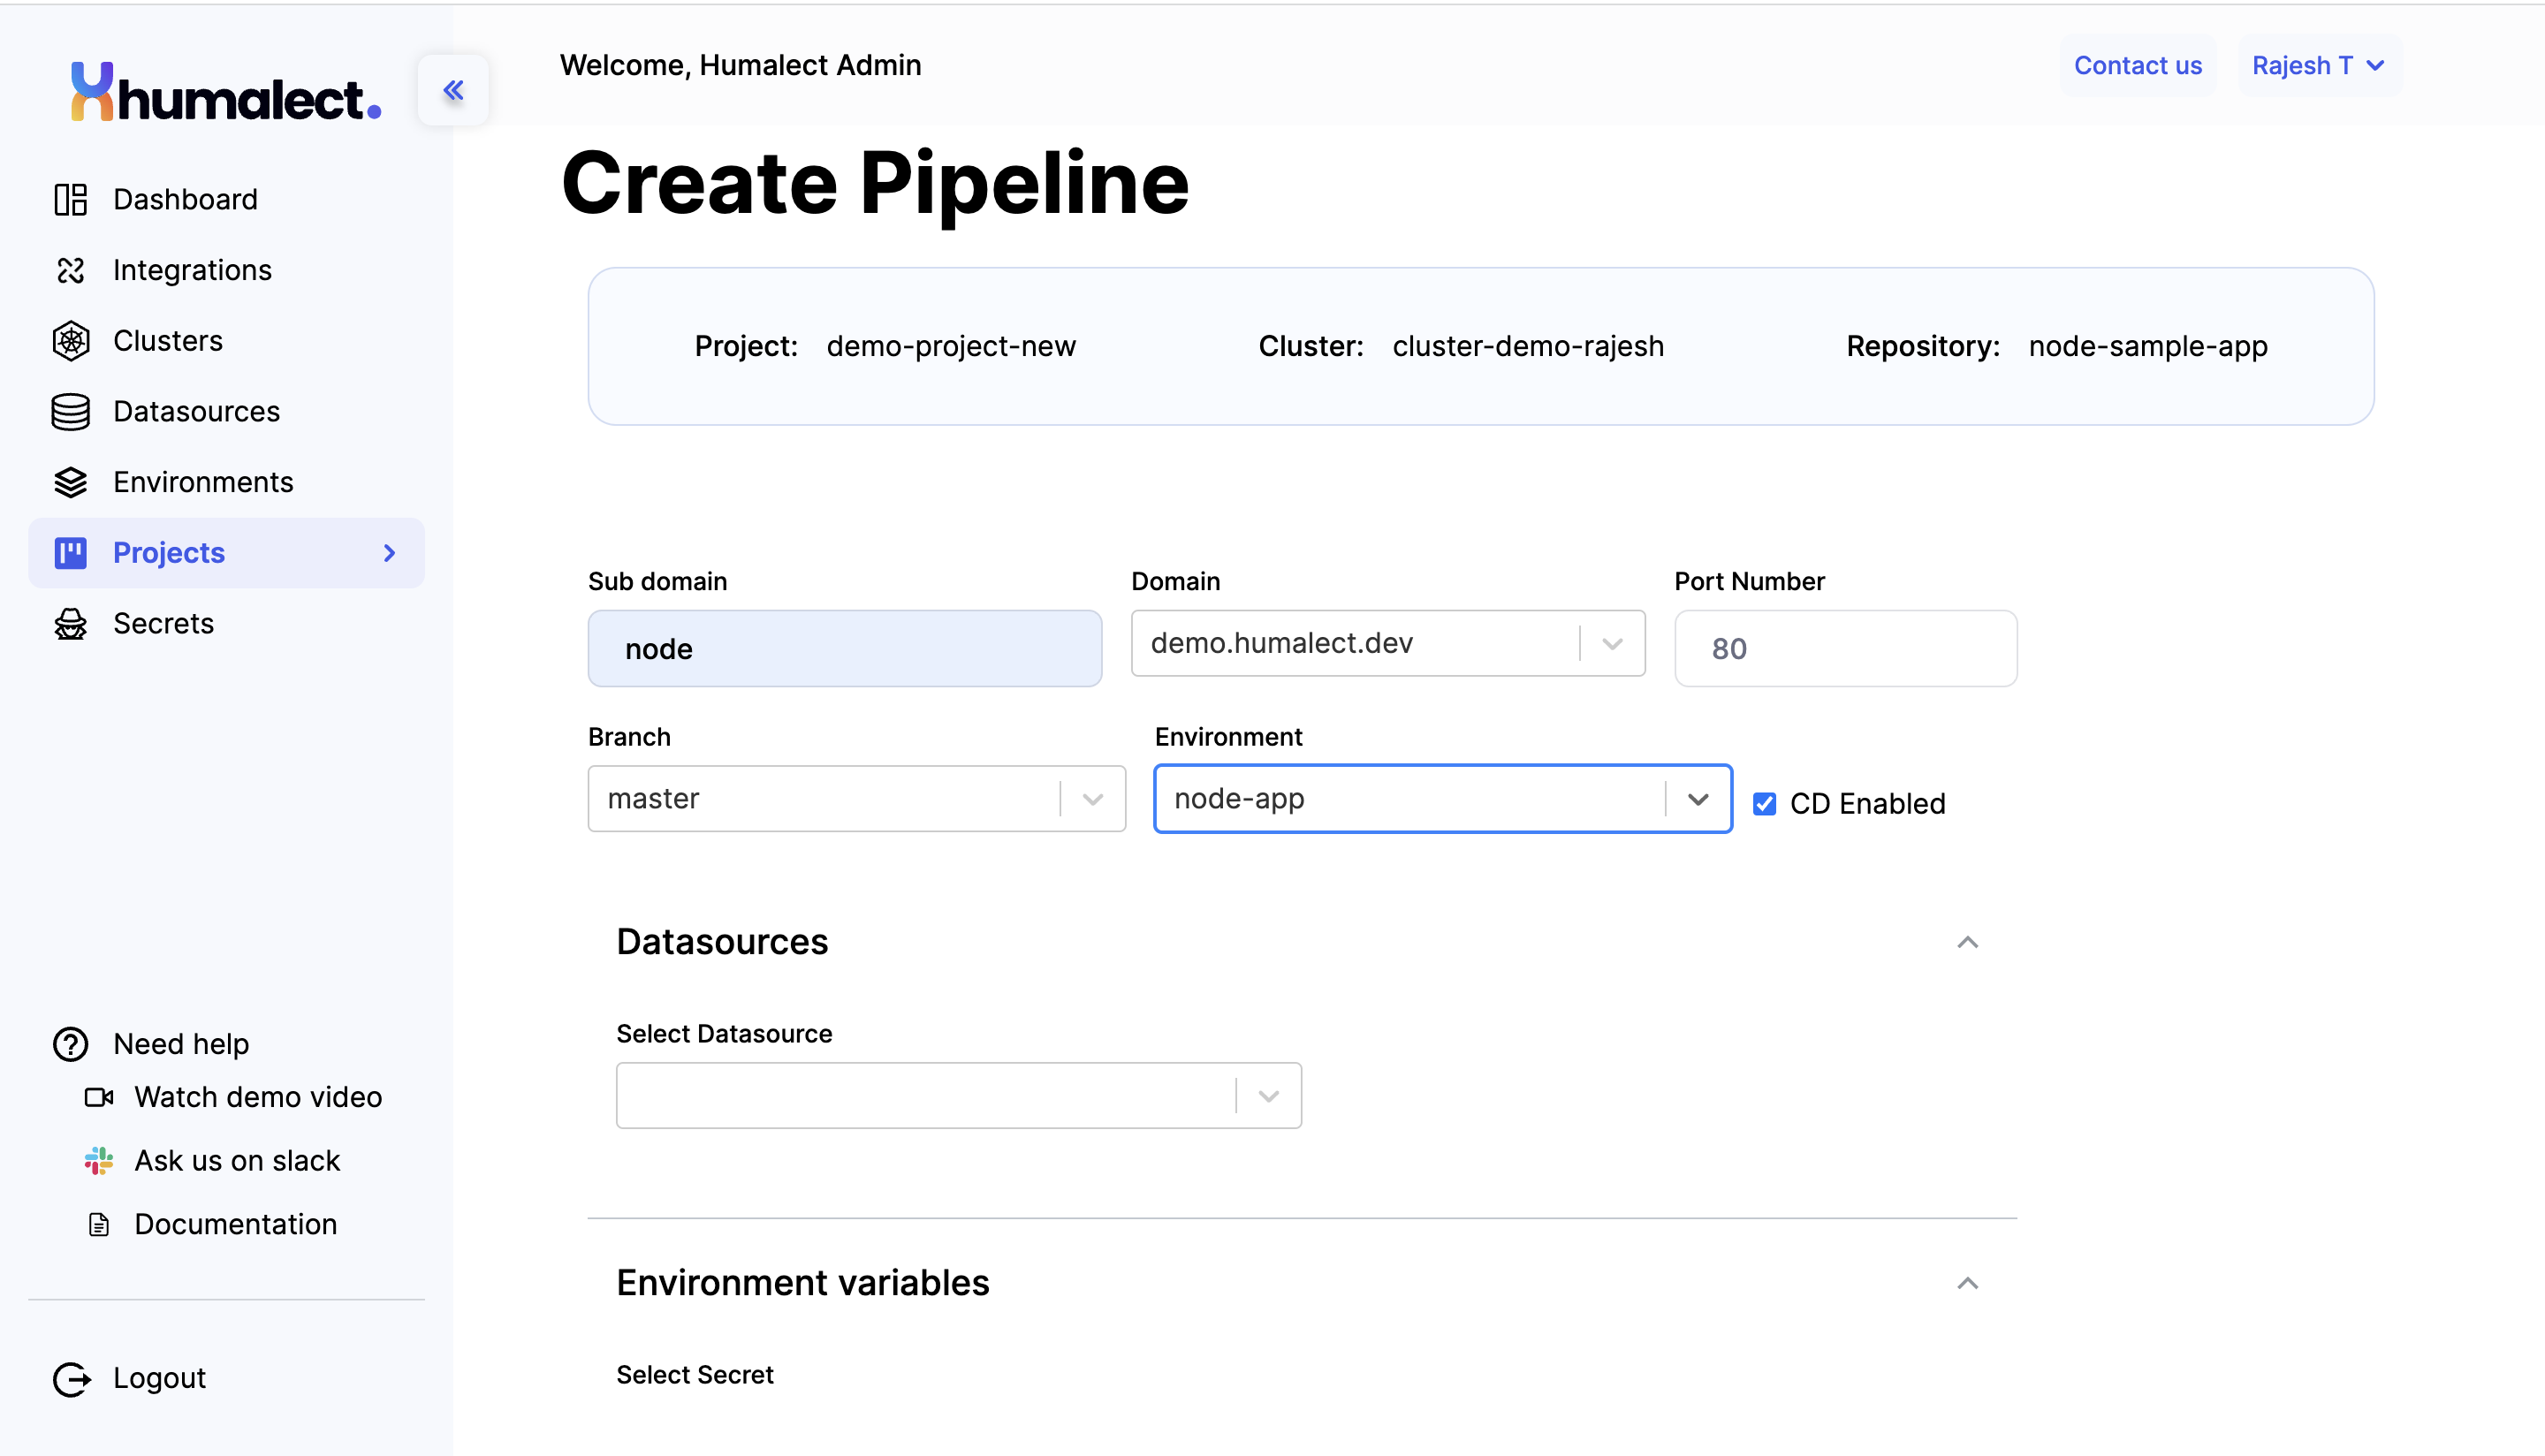 humalect.
Welcome, Humalect Admin
Contact us
Rajesh T
Dashboard
Integrations
Clusters
Datasources
Environments
Projects
Secrets
Need help
Watch demo video
Ask us on slack
Documentation
Logout
Create Pipeline
Project: demo-project-new
Cluster: cluster-demo-rajesh
Repository: node-sample-app
Sub domain
node
Domain
demo.humalect.dev
Port Number
80
Branch
master
Environment
node-app
CD Enabled
Datasources
Select Datasource
Environment variables
Select Secret